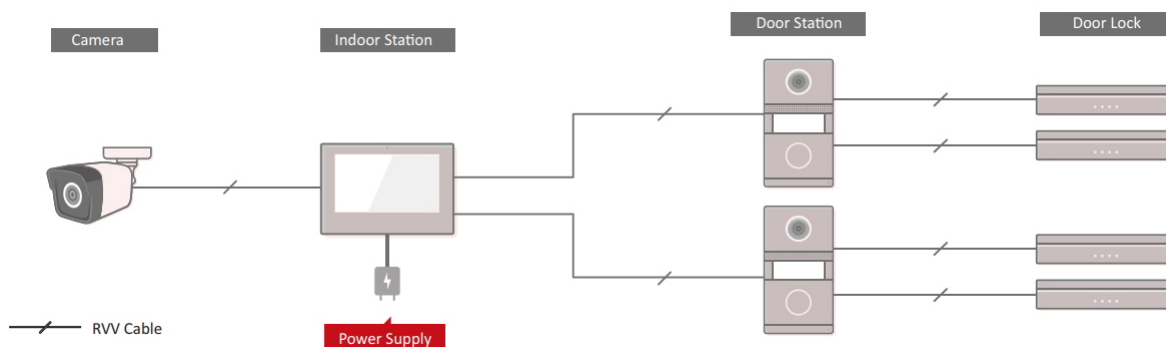 Camera
Indoor Station
Door Station
Door Lock
RVV Cable
Power Supply